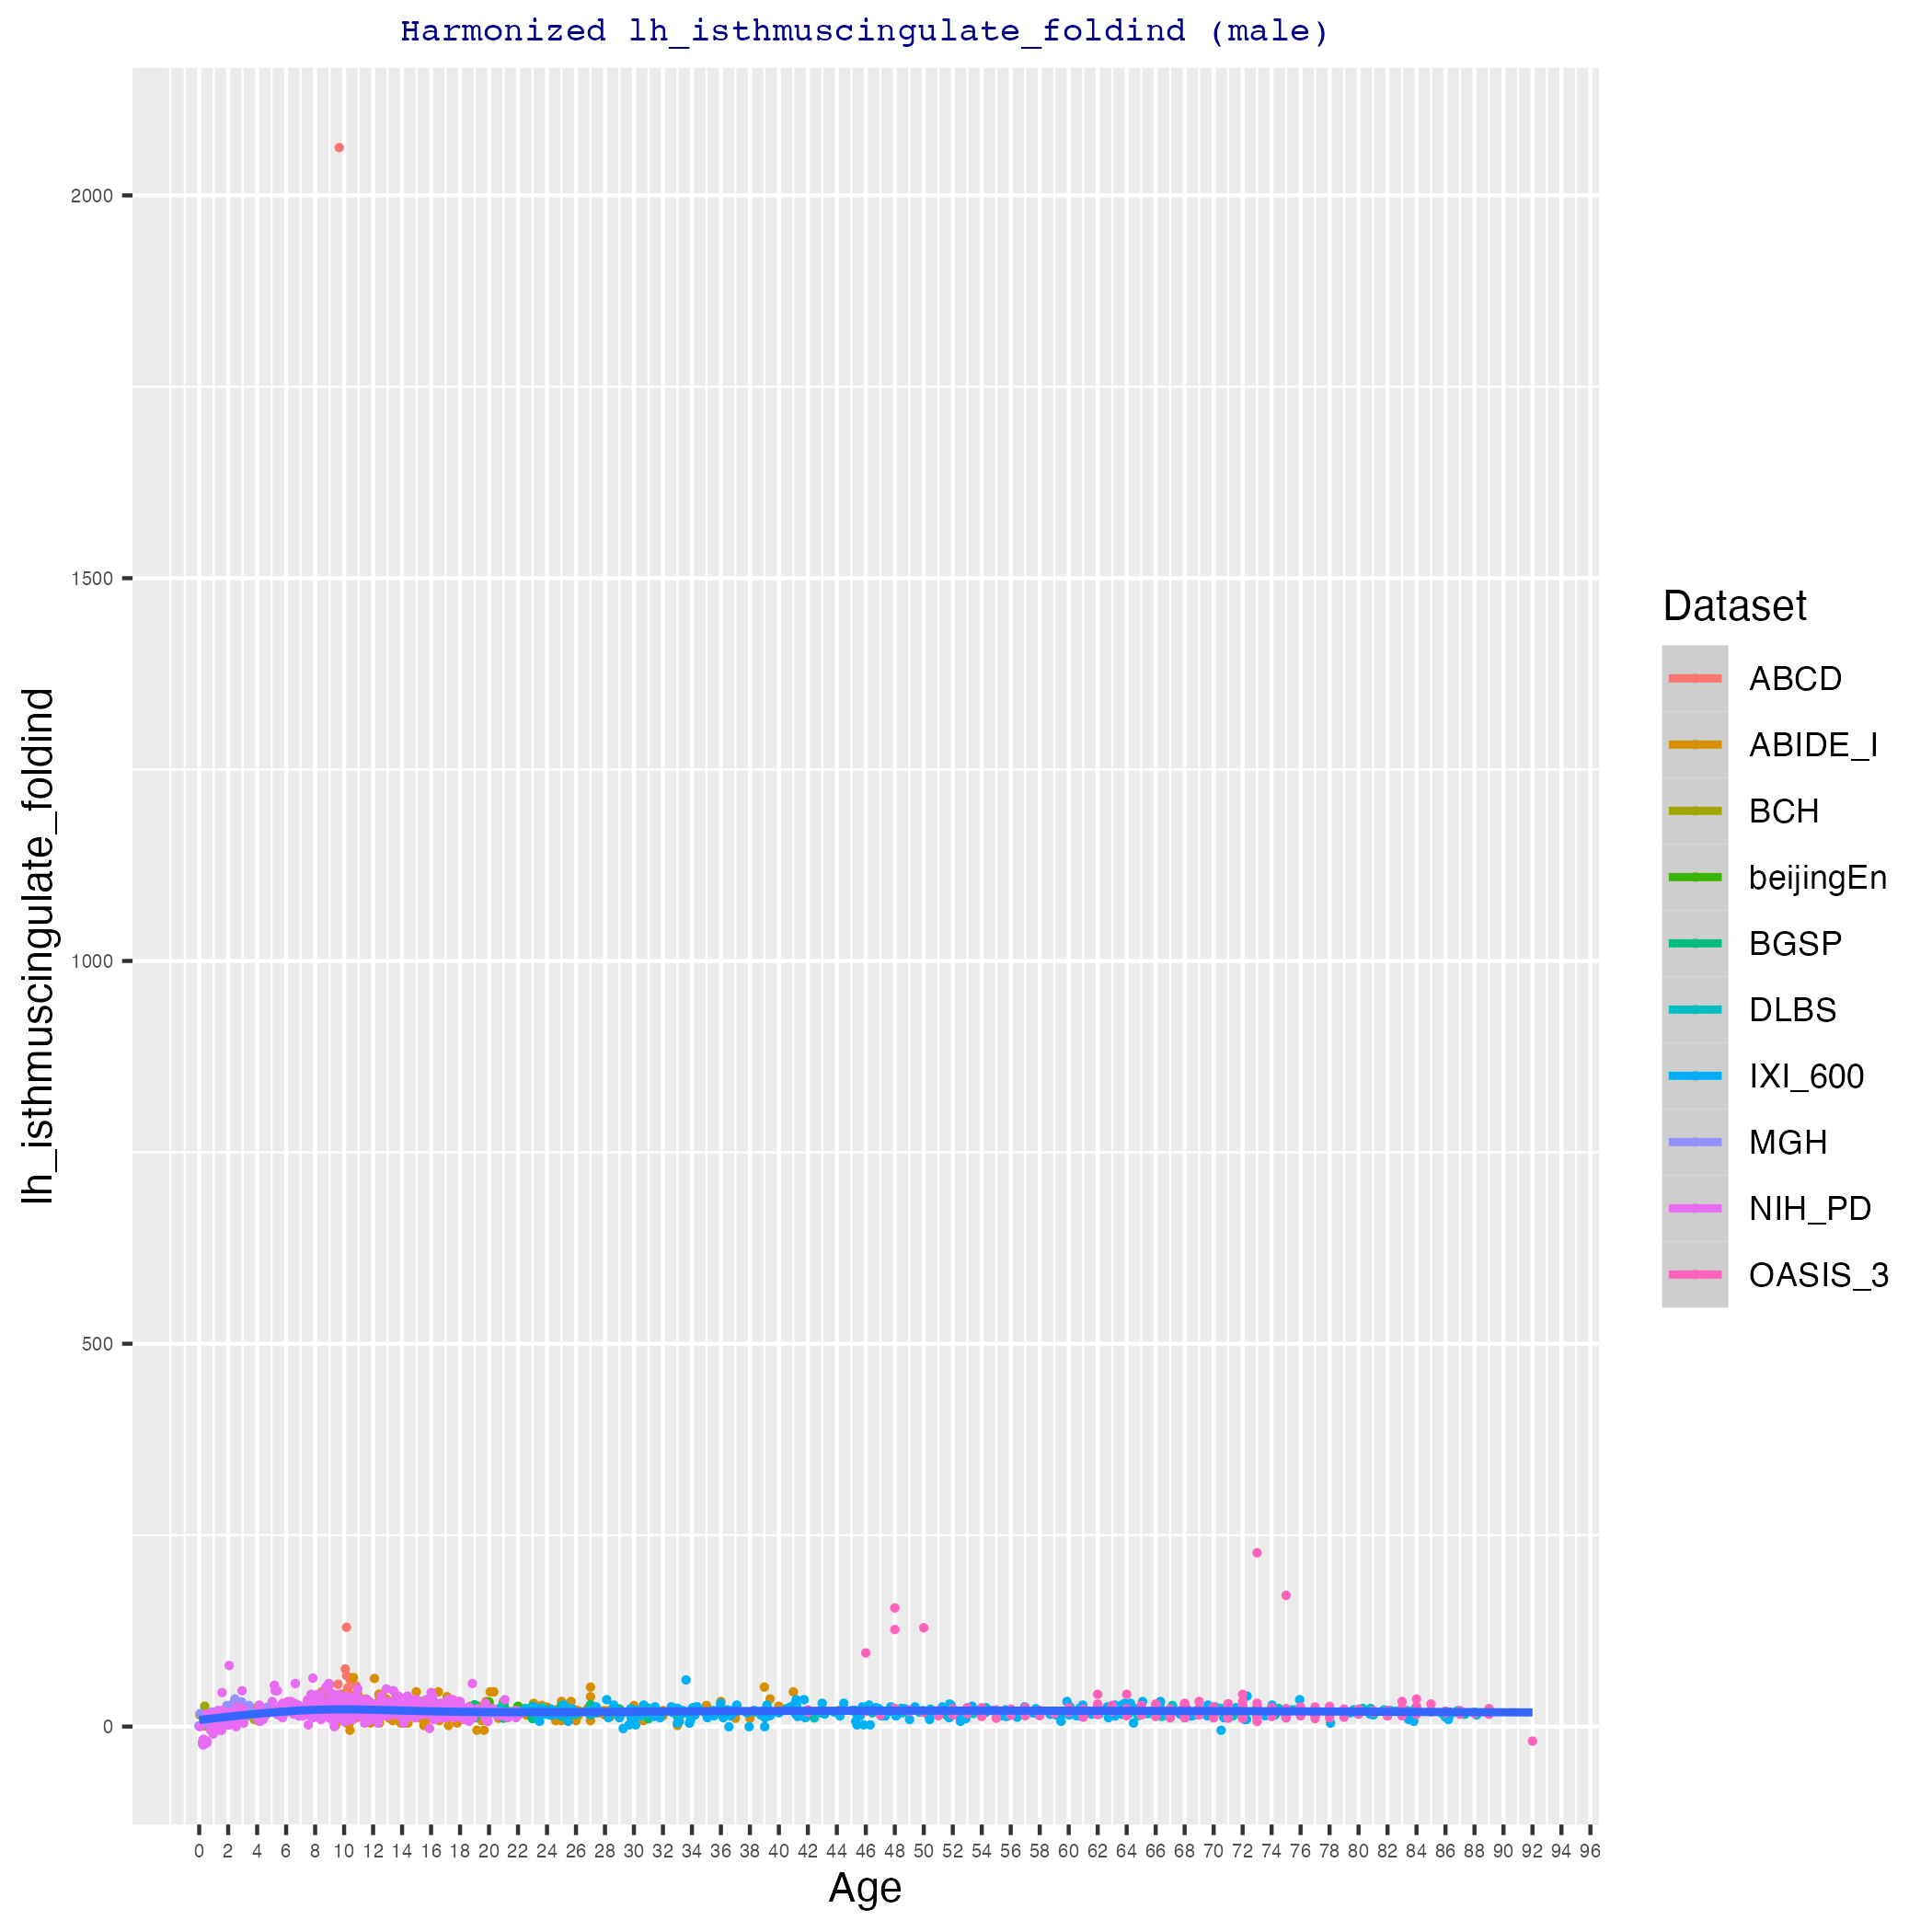 Harmonized lh_isthmuscingulate_foldind (male)
lh_isthmuscingulate_foldind
2000
1500
1000
500
0
0 2 4 6 8 10 12 14 16 18 20 22 24 26 28 30 32 34 36 38 40 42 44 46 48 50 52 54 56 58 60 62 64 66 68 70 72 74 76 78 80 82 84 86 88 90 92 94 96
Age
Dataset
ABCD
ABIDE_I
BCH
beijingEn
BGSP
DLBS
IXI_600
MGH
NIH_PD
OASIS_3